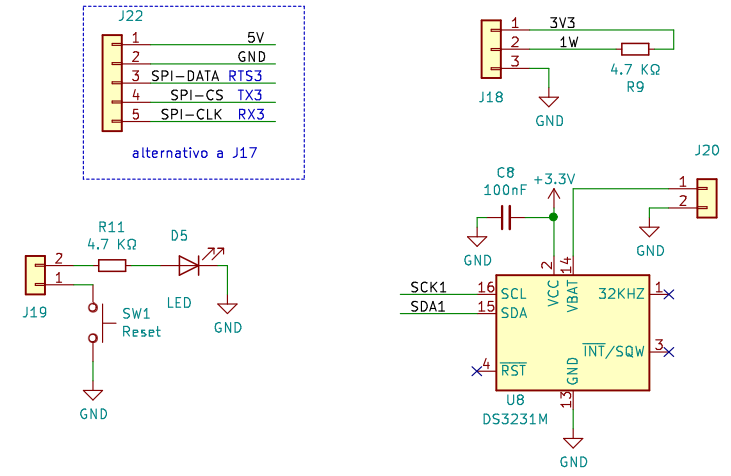 J22
1 5V
2 GND
3 SPI-DATA RTS3
4 SPI-CS TX3
5 SPI-CLK RX3
alternativo a J17
1 3V3
2 1W
3
4.7 KΩ
R9
J18
GND
J20
1
2
GND
C8
100nF
+3.3V
GND
R11
4.7 KΩ
D5
2
1
J19
LED
GND
SW1
Reset
GND
2
14
VCC
VBAT
SCK1 16 SCL
SDA1 15 SDA
32KHZ 1
INT/SQW 3
4 RST
GND
13
U8
DS3231M
GND